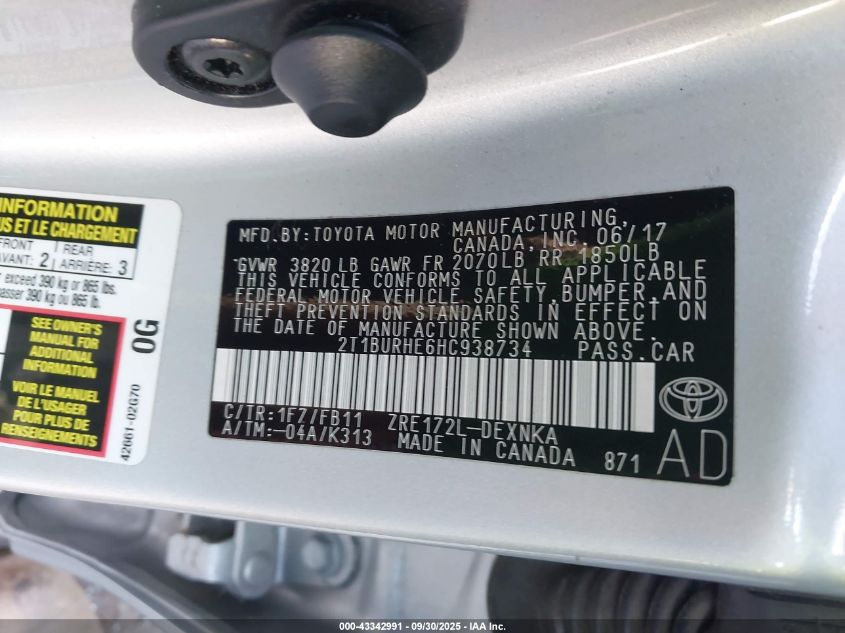 INFORMATION
US ET LE CHARGEMENT
FRONT
AVANT: 2
REAR
ARRIÈRE: 3
exceed 390 kg or 865 lbs.
passer 390 kg ou 865 lb.
SEE OWNER'S
MANUAL FOR
ADDITIONAL
INFORMATION
VOIR LE MANUEL
DE L'USAGER
POUR PLUS DE
RENSEIGNEMENTS
0G
42661-02G70
MFD.BY:TOYOTA MOTOR MANUFACTURING,
CANADA, INC. 06/17
GVWR 3820 LB GAWR FR 2070LB RR 1850LB
THIS VEHICLE CONFORMS TO ALL APPLICABLE
FEDERAL MOTOR VEHICLE SAFETY,BUMPER,AND
THEFT PREVENTION STANDARDS IN EFFECT ON
THE DATE OF MANUFACTURE SHOWN ABOVE.
2T1BURHE6HC938734 PASS.CAR
C/TR:1FZ/FB11 ZRE172L-DEXNKA
A/TM:-04A/K313 MADE IN CANADA 871
AD
000-43342991 - 09/30/2025 - IAA Inc.